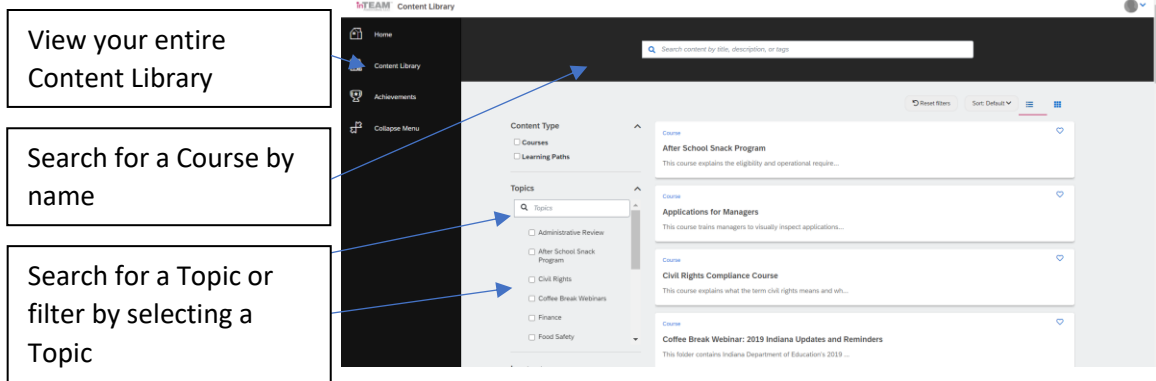 View your entire
Content Library
Search for a Course by
name
Search for a Topic or
filter by selecting a
Topic
inTEAM Content Library
Home
Content Library
Achievements
Collapse Menu
Search content by title, description, or tags
Reset filters
Sort: Default
Content Type
Courses
Learning Paths
Topics
Topics
Administrative Review
After School Snack
Program
Civil Rights
Coffee Break Webinars
Finance
Food Safety
Course
After School Snack Program
This course explains the eligibility and operational require...
Course
Applications for Managers
This course trains managers to visually inspect applications...
Course
Civil Rights Compliance Course
This course explains what the term civil rights means and wh...
Course
Coffee Break Webinar: 2019 Indiana Updates and Reminders
This folder contains Indiana Department of Education's 2019 ...